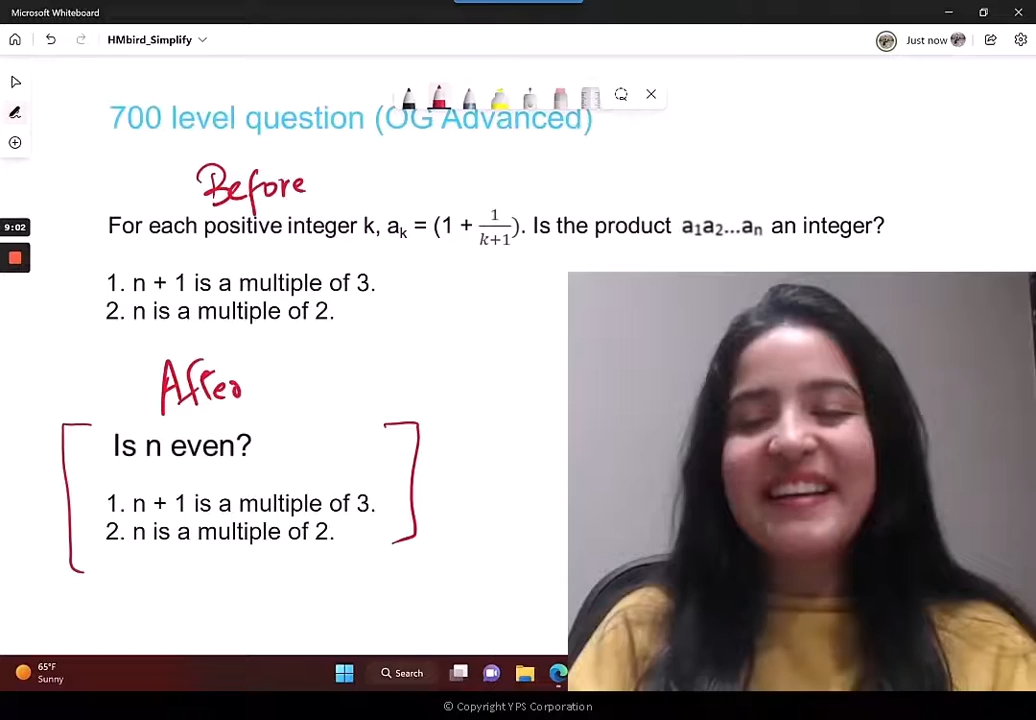 Microsoft Whiteboard
HMbird_Simplify
Just now
700 level question (OG Advanced)
Before
For each positive integer k, aₖ = (1 + 1/(k+1)). Is the product a₁a₂...aₙ an integer?
1. n + 1 is a multiple of 3.
2. n is a multiple of 2.
9:02
After
Is n even?
1. n + 1 is a multiple of 3.
2. n is a multiple of 2.
65°F
Sunny
Search
© Copyright YPS Corporation